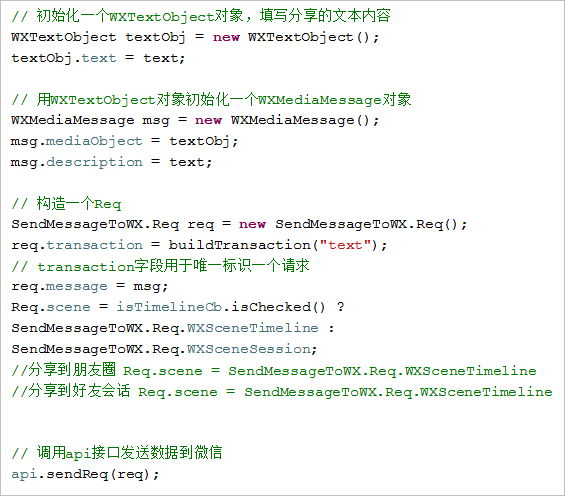 // 初始化一个WXTextObject对象，填写分享的文本内容
WXTextObject textObj = new WXTextObject();
textObj.text = text;
// 用WXTextObject对象初始化一个WXMediaMessage对象
WXMediaMessage msg = new WXMediaMessage();
msg.mediaObject = textObj;
msg.description = text;
// 构造一个Req
SendMessageToWX.Req req = new SendMessageToWX.Req();
req.transaction = buildTransaction("text");
// transaction字段用于唯一标识一个请求
req.message = msg;
Req.scene = isTimelineCb.isChecked() ?
SendMessageToWX.Req.WXSceneTimeline :
SendMessageToWX.Req.WXSceneSession;
//分享到朋友圈 Req.scene = SendMessageToWX.Req.WXSceneTimeline
//分享到好友会话 Req.scene = SendMessageToWX.Req.WXSceneTimeline
// 调用api接口发送数据到微信
api.sendReq(req);